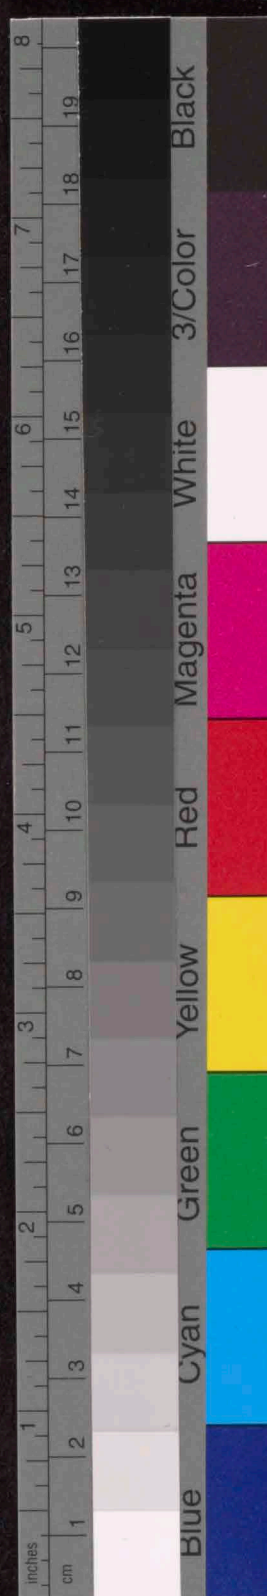 inches 1 2 3 4 5 6 7 8
cm 1 2 3 4 5 6 7 8 9 10 11 12 13 14 15 16 17 18 19
Blue Cyan Green Yellow Red Magenta White 3/Color Black